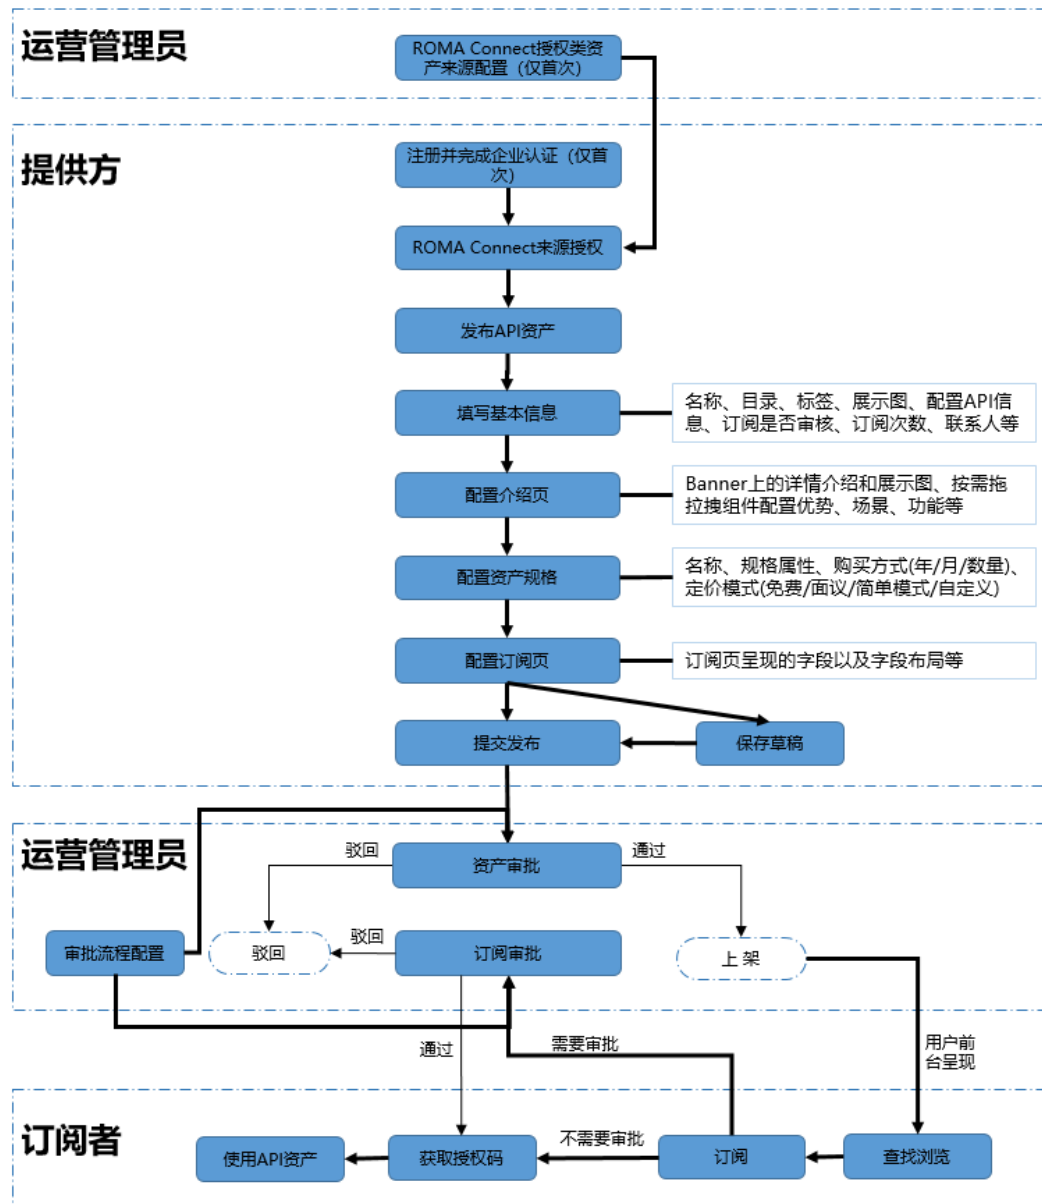 运营管理员
ROMA Connect授权类资
产来源配置（仅首次）
提供方
注册并完成企业认证（仅首
次）
ROMA Connect来源授权
发布API资产
填写基本信息
名称、目录、标签、展示图、配置API信
息、订阅是否审核、订阅次数、联系人等
配置介绍页
Banner上的详情介绍和展示图、按需拖
拉拽组件配置优势、场景、功能等
配置资产规格
名称、规格属性、购买方式(年/月/数量)、
定价模式(免费/面议/简单模式/自定义)
配置订阅页
订阅页呈现的字段以及字段布局等
提交发布
保存草稿
运营管理员
驳回
资产审批
通过
审批流程配置
驳回
驳回
订阅审批
上 架
通过
需要审批
用户前
台呈现
订阅者
使用API资产
获取授权码
不需要审批
订阅
查找浏览